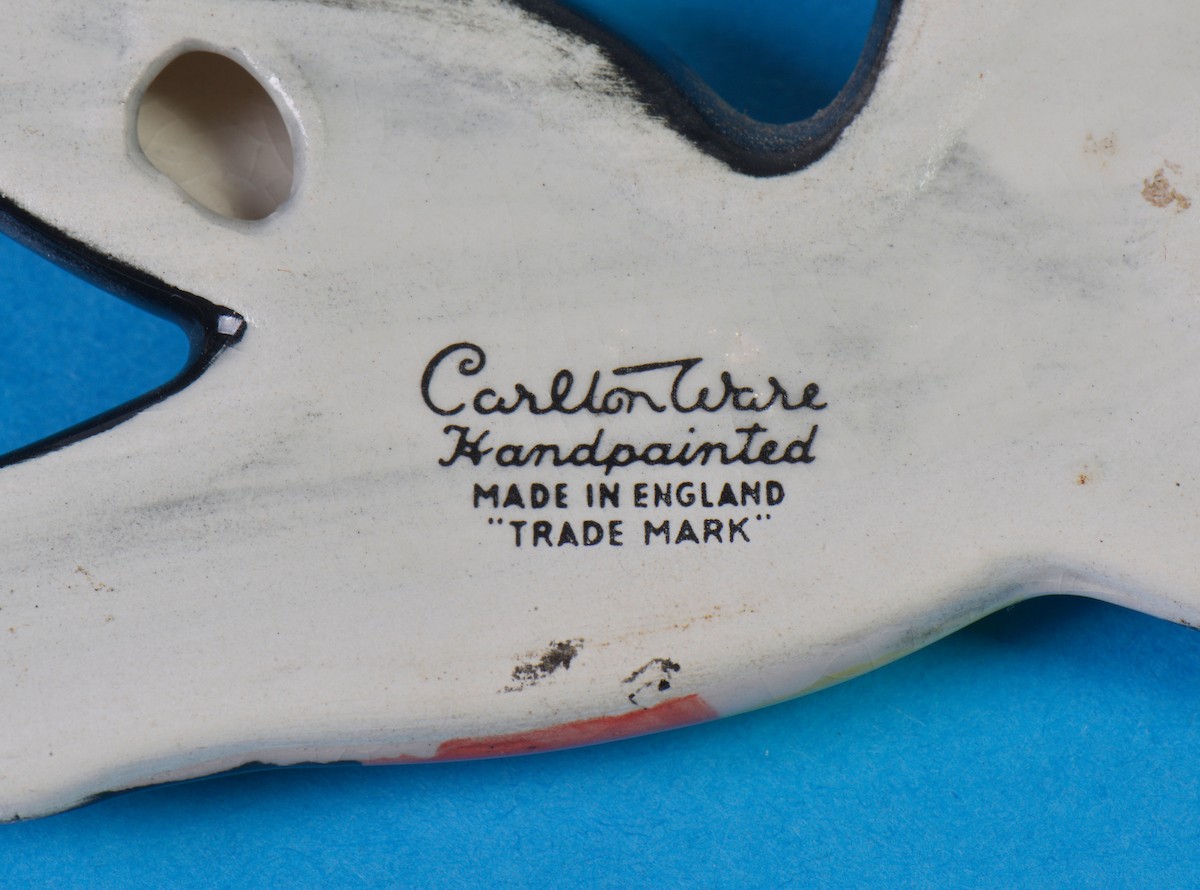 Carlton Ware
Handpainted
MADE IN ENGLAND
"TRADE MARK"